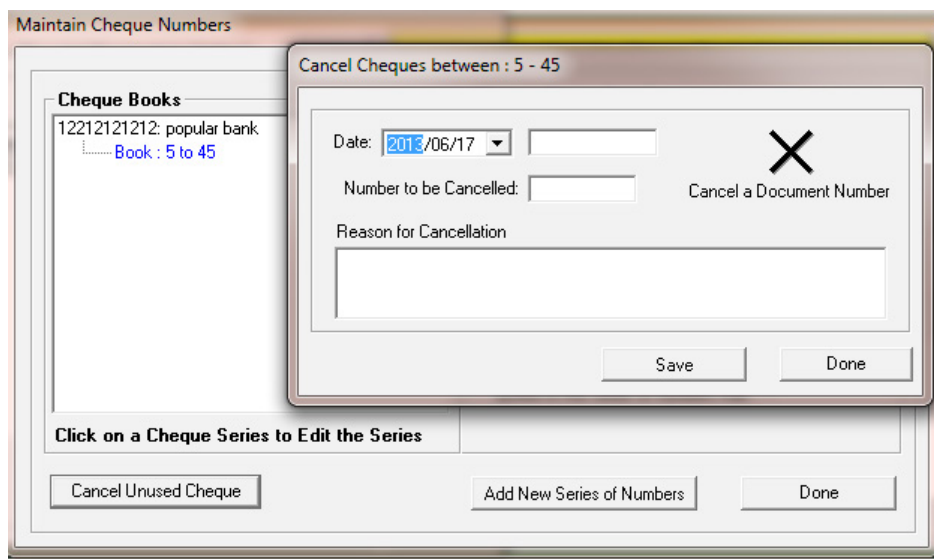 Maintain Cheque Numbers
Cheque Books
12212121212: popular bank
Book : 5 to 45
Click on a Cheque Series to Edit the Series
Cancel Unused Cheque
Add New Series of Numbers
Done
Cancel Cheques between : 5 - 45
Date: 2013/06/17
Number to be Cancelled:
Cancel a Document Number
Reason for Cancellation
Save
Done